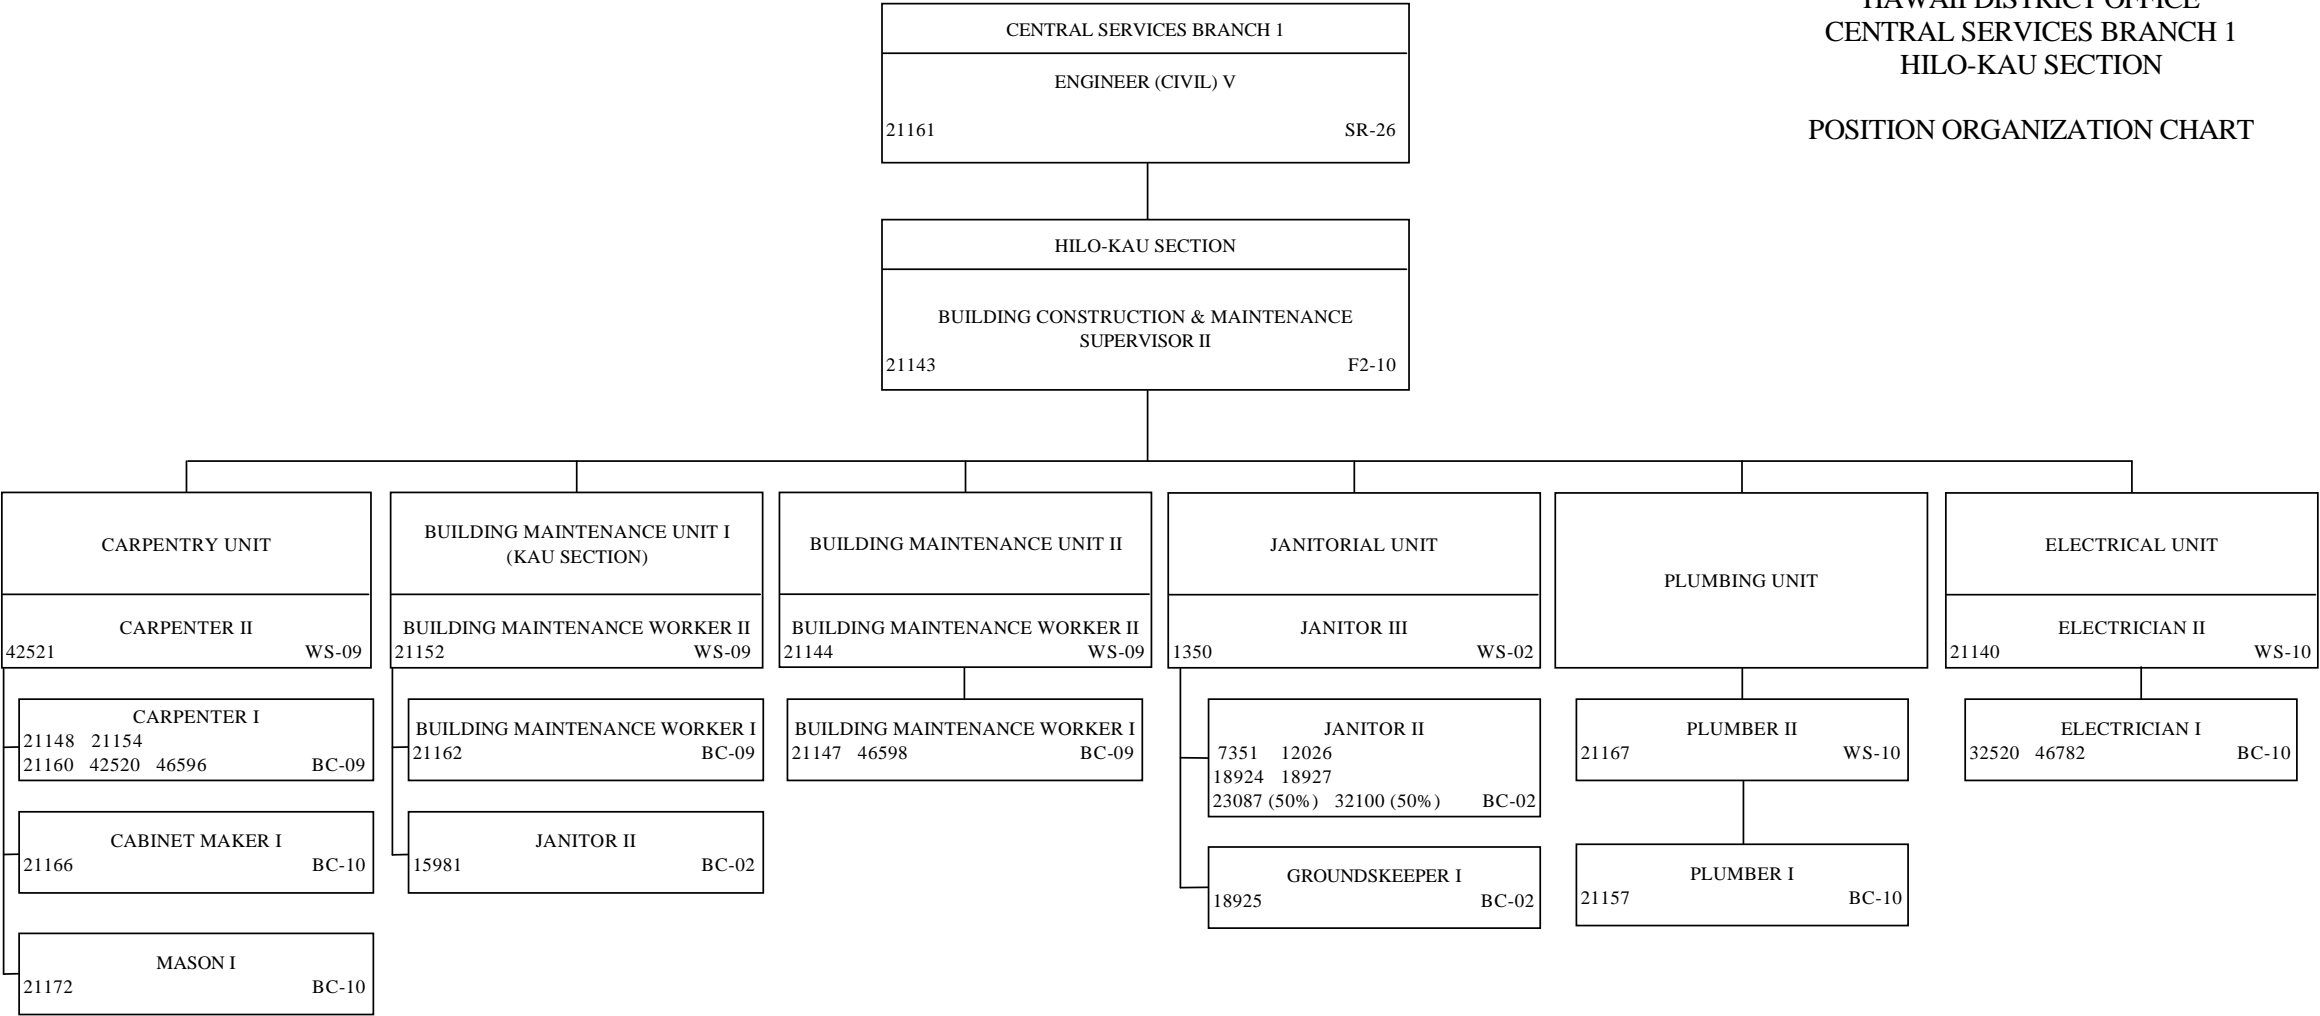 HAWAII DISTRICT OFFICE
CENTRAL SERVICES BRANCH 1
HILO-KAU SECTION
POSITION ORGANIZATION CHART
CENTRAL SERVICES BRANCH 1
ENGINEER (CIVIL) V
21161 SR-26
HILO-KAU SECTION
BUILDING CONSTRUCTION & MAINTENANCE
SUPERVISOR II
21143 F2-10
CARPENTRY UNIT
CARPENTER II
42521 WS-09
CARPENTER I
21148 21154
21160 42520 46596 BC-09
CABINET MAKER I
21166 BC-10
MASON I
21172 BC-10
BUILDING MAINTENANCE UNIT I
(KAU SECTION)
BUILDING MAINTENANCE WORKER II
21152 WS-09
BUILDING MAINTENANCE WORKER I
21162 BC-09
JANITOR II
15981 BC-02
BUILDING MAINTENANCE UNIT II
BUILDING MAINTENANCE WORKER II
21144 WS-09
BUILDING MAINTENANCE WORKER I
21147 46598 BC-09
JANITORIAL UNIT
JANITOR III
1350 WS-02
JANITOR II
7351 12026
18924 18927
23087 (50%) 32100 (50%) BC-02
GROUNDSKEEPER I
18925 BC-02
PLUMBING UNIT
PLUMBER II
21167 WS-10
PLUMBER I
21157 BC-10
ELECTRICAL UNIT
ELECTRICIAN II
21140 WS-10
ELECTRICIAN I
32520 46782 BC-10